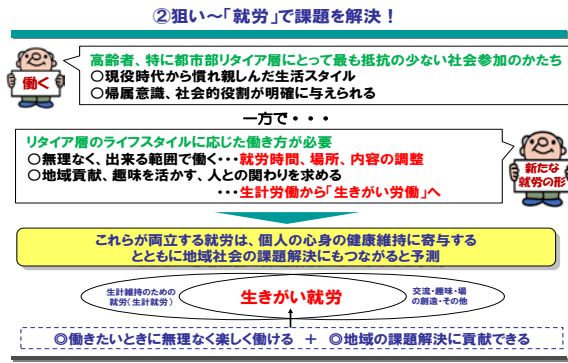 ②狙い～「就労」で課題を解決！
働く
高齢者、特に都市部リタイア層にとって最も抵抗の少ない社会参加のかたち
○現役時代から慣れ親しんだ生活スタイル
○帰属意識、社会的役割が明確に与えられる
一方で・・・
リタイア層のライフスタイルに応じた働き方が必要
○無理なく、出来る範囲で働く・・・就労時間、場所、内容の調整
○地域貢献、趣味を活かす、人との関わりを求める
・・・生計労働から「生きがい労働」へ
新たな
就労の形
これらが両立する就労は、個人の心身の健康維持に寄与する
とともに地域社会の課題解決にもつながると予測
生計維持のための
就労（生計就労）
生きがい就労
交流・趣味・場
の創造・その他
◎働きたいときに無理なく楽しく働ける ＋ ◎地域の課題解決に貢献できる